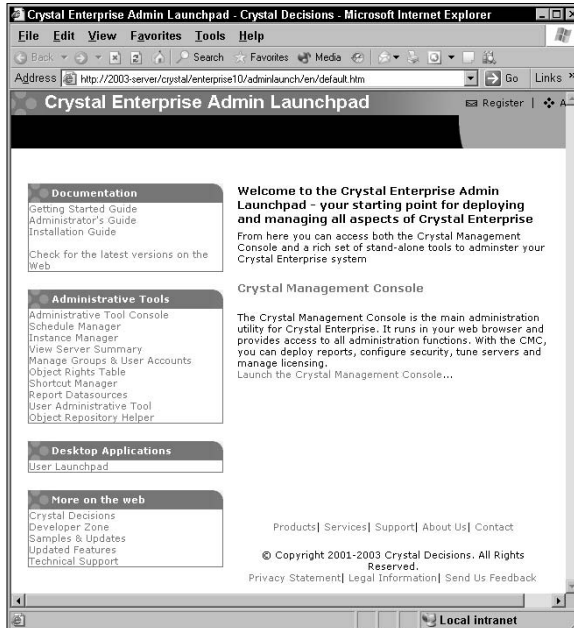 Crystal Enterprise Admin Launchpad - Crystal Decisions - Microsoft Internet Explorer
File Edit View Favorites Tools Help
Back Search Favorites Media
Address http://2003-server/crystal/enterprise10/adminlaunch/en/default.htm Go Links »
Crystal Enterprise Admin Launchpad
Register | A
Documentation
Getting Started Guide
Administrator's Guide
Installation Guide
Check for the latest versions on the
Web
Administrative Tools
Administrative Tool Console
Schedule Manager
Instance Manager
View Server Summary
Manage Groups & User Accounts
Object Rights Table
Shortcut Manager
Report Datasources
User Administrative Tool
Object Repository Helper
Desktop Applications
User Launchpad
More on the web
Crystal Decisions
Developer Zone
Samples & Updates
Updated Features
Technical Support
Welcome to the Crystal Enterprise Admin
Launchpad - your starting point for deploying
and managing all aspects of Crystal Enterprise
From here you can access both the Crystal Management
Console and a rich set of stand-alone tools to adminster your
Crystal Enterprise system
Crystal Management Console
The Crystal Management Console is the main administration
utility for Crystal Enterprise. It runs in your web browser and
provides access to all administration functions. With the CMC,
you can deploy reports, configure security, tune servers and
manage licensing.
Launch the Crystal Management Console...
Products| Services| Support| About Us| Contact
© Copyright 2001-2003 Crystal Decisions. All Rights
Reserved.
Privacy Statement| Legal Information| Send Us Feedback
Local intranet